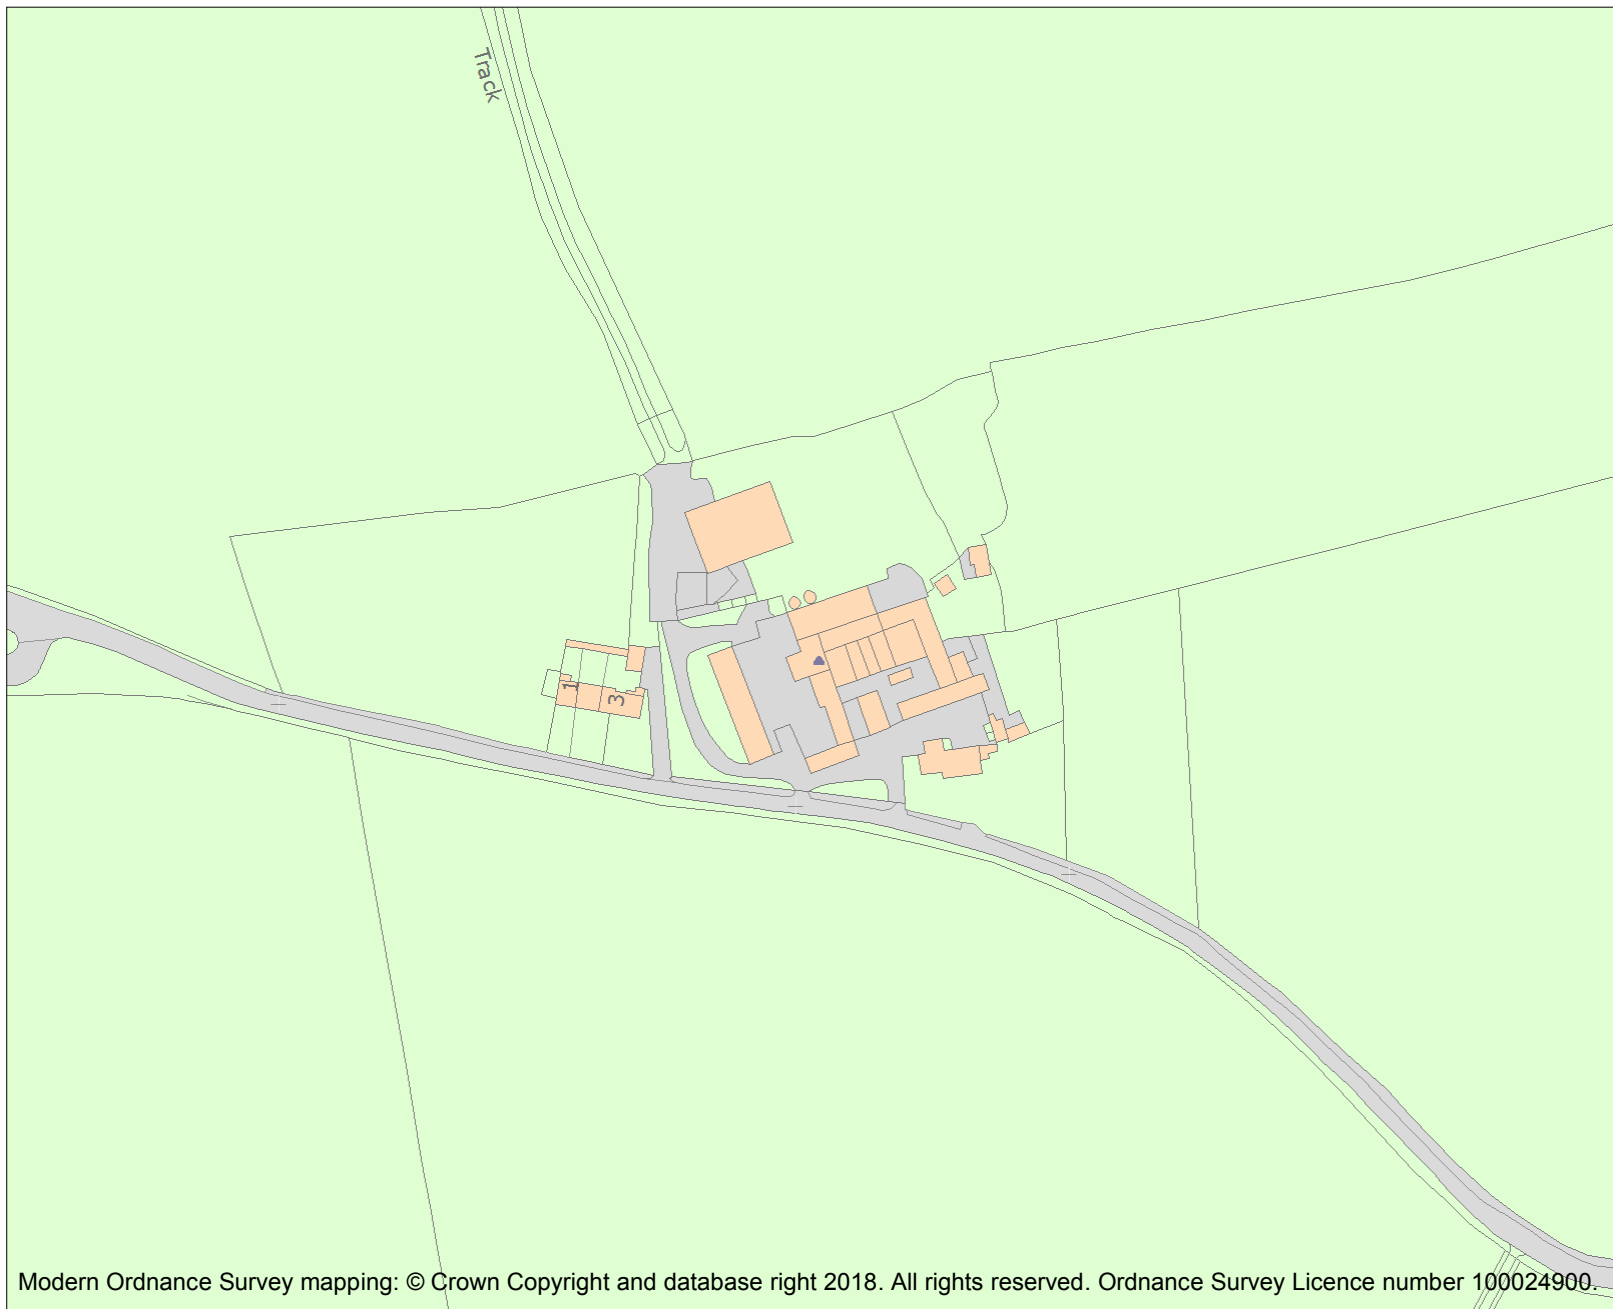 Track
1
3
Modern Ordnance Survey mapping: © Crown Copyright and database right 2018. All rights reserved. Ordnance Survey Licence number 100024900.